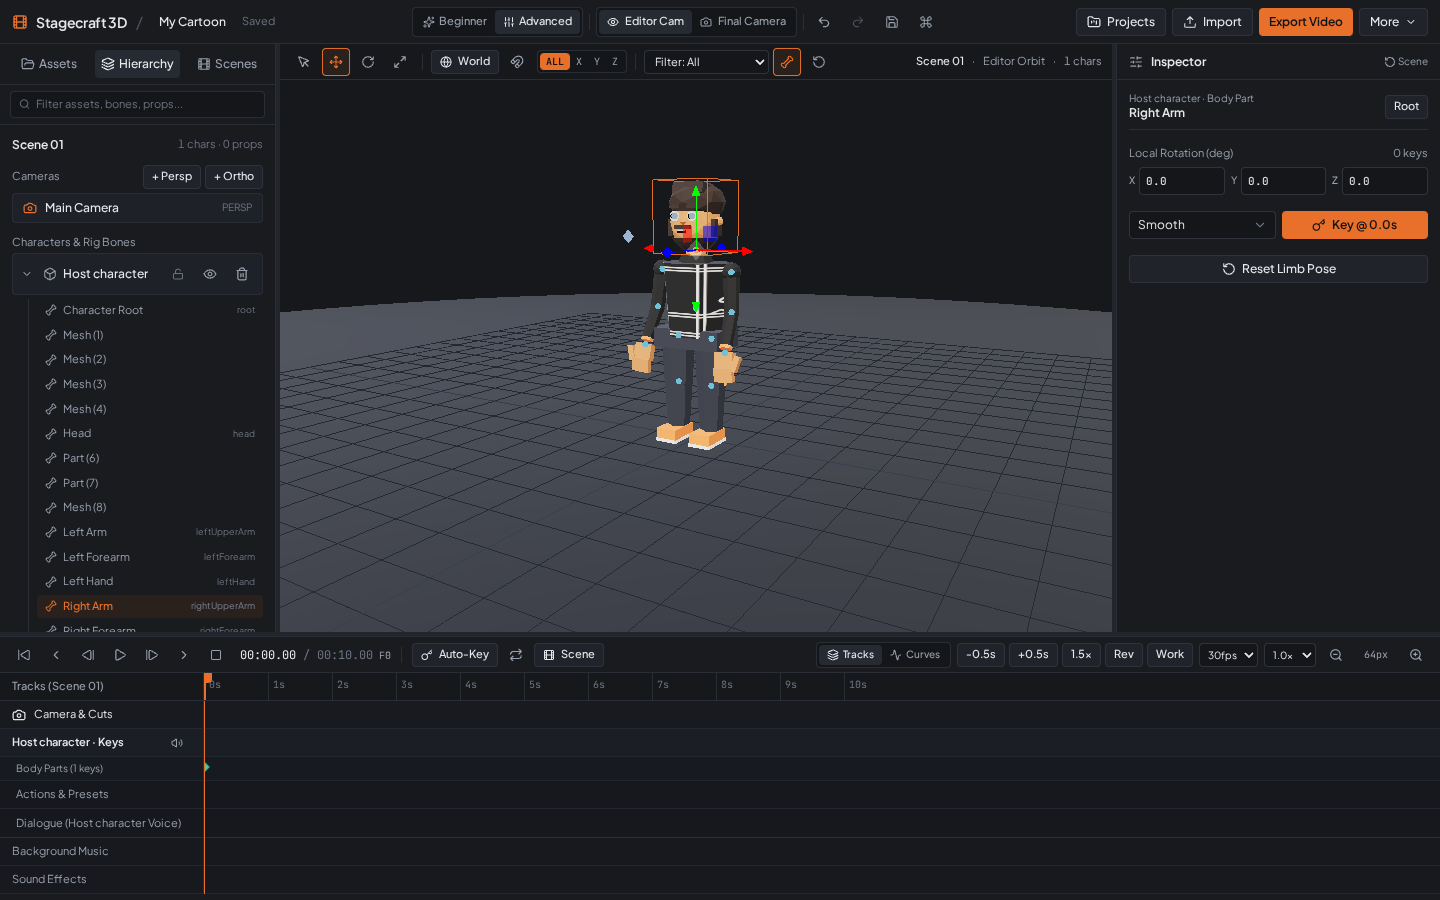 Stagecraft 3D / My Cartoon Saved
Beginner Advanced Editor Cam Final Camera
Projects Import Export Video More
Assets Hierarchy Scenes
World ALL X Y Z Filter: All
Scene 01 · Editor Orbit · 1 chars
Inspector Scene
Filter assets, bones, props...
Scene 01 1 chars · 0 props
Cameras + Persp + Ortho
Main Camera PERSP
Characters & Rig Bones
Host character
Character Root root
Mesh (1)
Mesh (2)
Mesh (3)
Mesh (4)
Head head
Part (6)
Part (7)
Mesh (8)
Left Arm leftUpperArm
Left Forearm leftForearm
Left Hand leftHand
Right Arm rightUpperArm
Right Forearm rightForearm
Host character · Body Part
Right Arm Root
Local Rotation (deg) 0 keys
X 0.0 Y 0.0 Z 0.0
Smooth Key @ 0.0s
Reset Limb Pose
00:00.00 / 00:10.00 F0 Auto-Key Scene
Tracks Curves -0.5s +0.5s 1.5× Rev Work 30fps 1.0× 64px
Tracks (Scene 01) 0s 1s 2s 3s 4s 5s 6s 7s 8s 9s 10s
Camera & Cuts
Host character · Keys
Body Parts (1 keys)
Actions & Presets
Dialogue (Host character Voice)
Background Music
Sound Effects